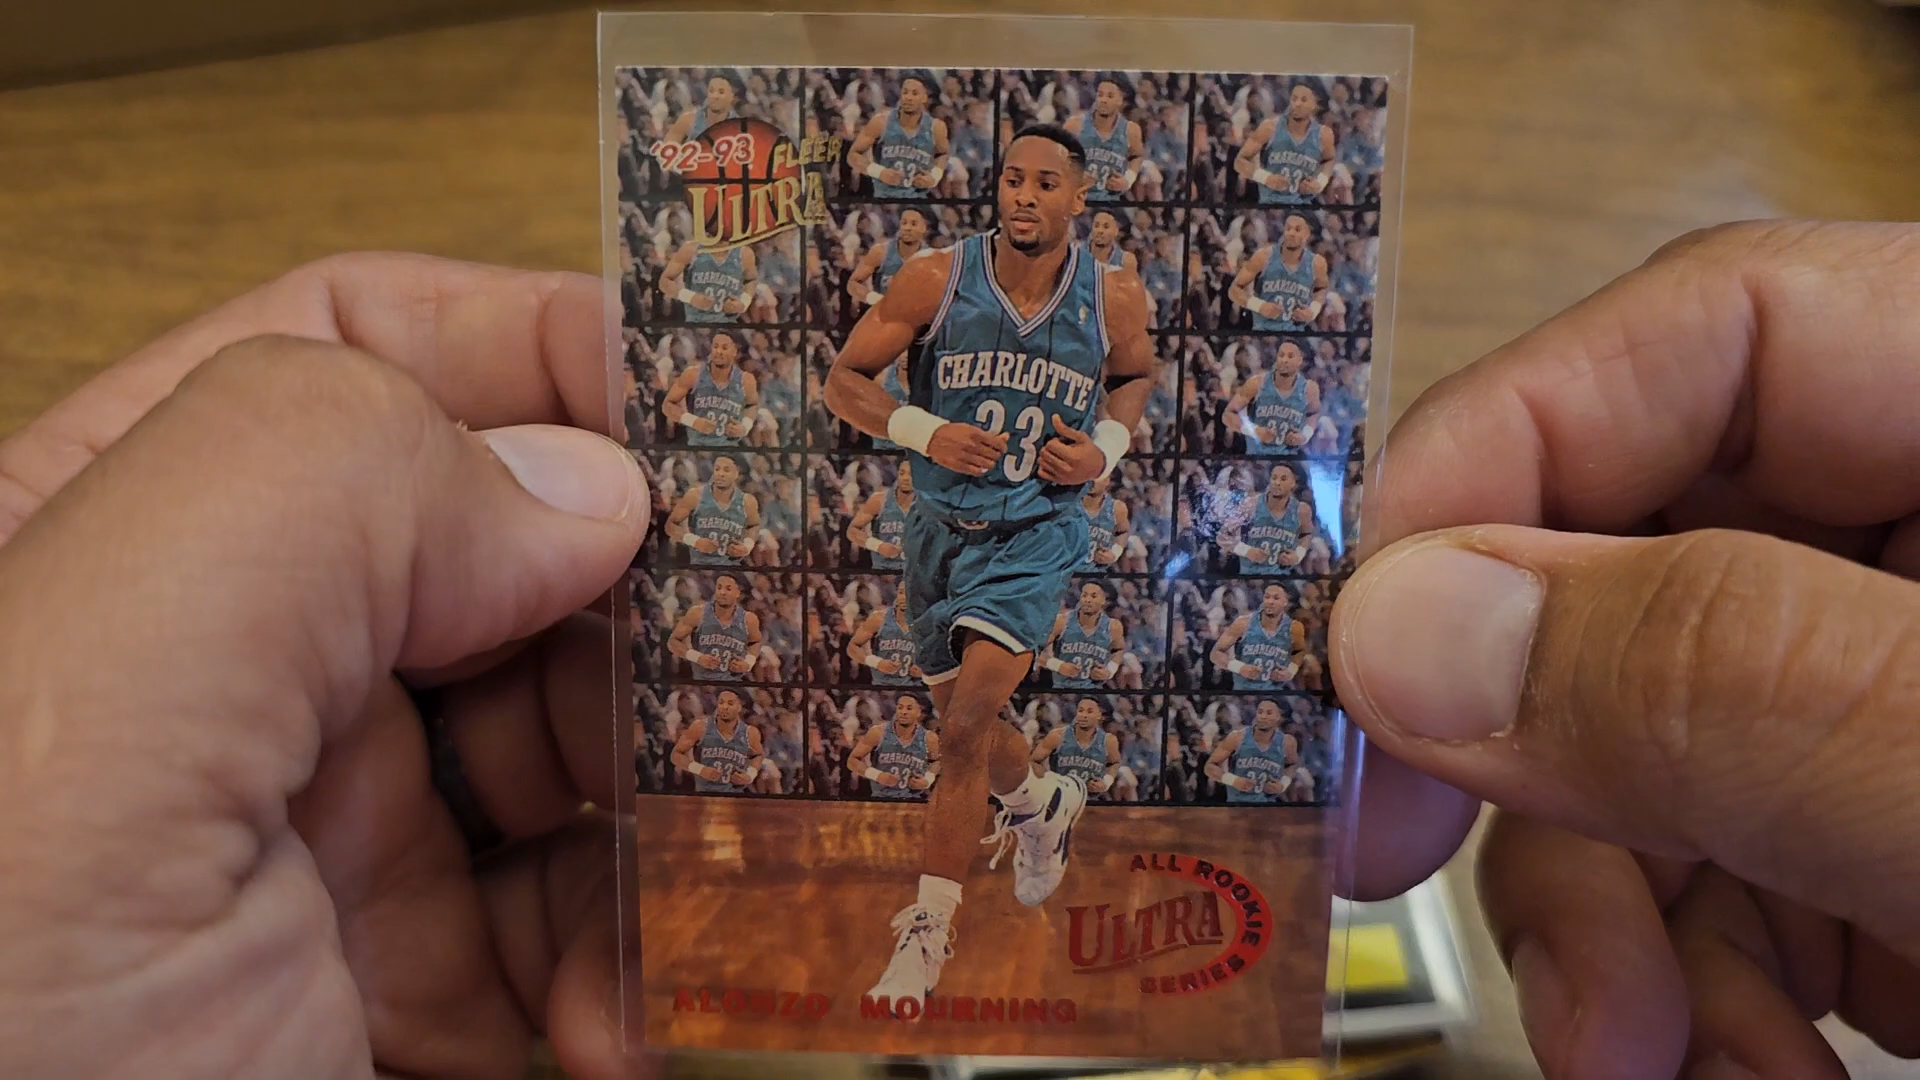 '92-93 FLEER
ULTRA
CHARLOTTE
33
ALL ROOKIE
ULTRA
SERIES
ALONZO MOURNING